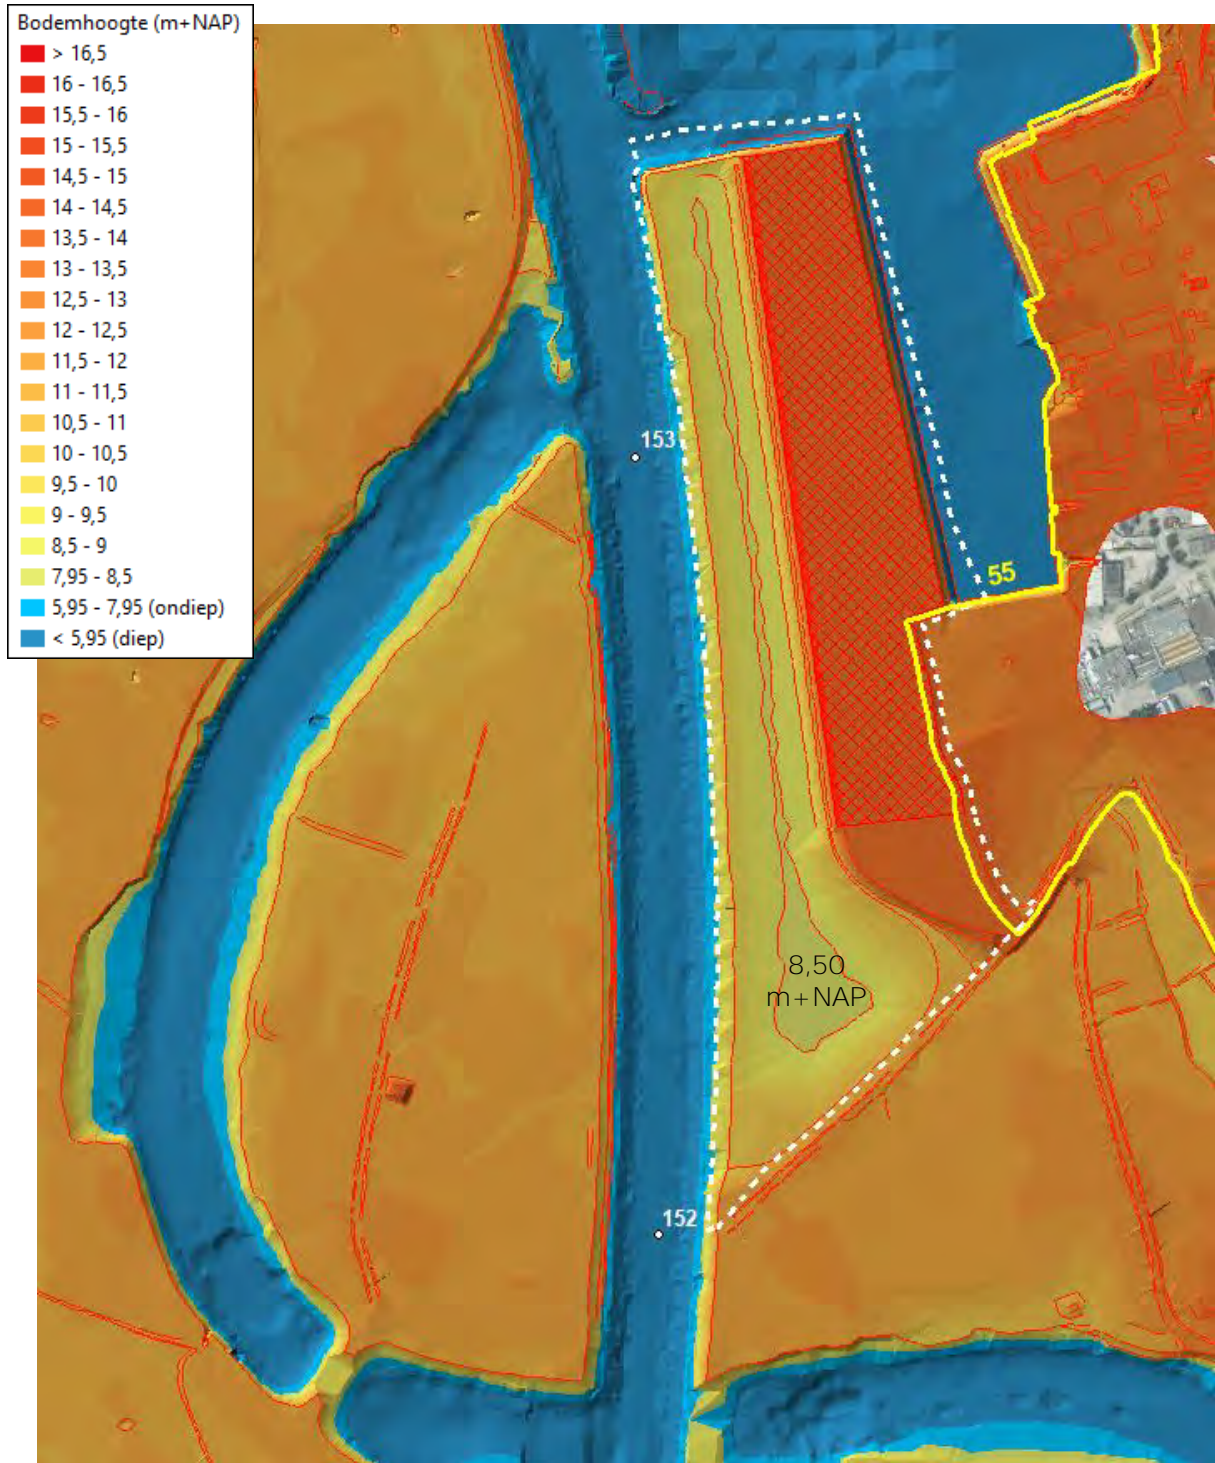 Bodemhoogte (m+NAP)
> 16,5
16 - 16,5
15,5 - 16
15 - 15,5
14,5 - 15
14 - 14,5
13,5 - 14
13 - 13,5
12,5 - 13
12 - 12,5
11,5 - 12
11 - 11,5
10,5 - 11
10 - 10,5
9,5 - 10
9 - 9,5
8,5 - 9
7,95 - 8,5
5,95 - 7,95 (ondiep)
< 5,95 (diep)
153
55
8,50
m+NAP
152